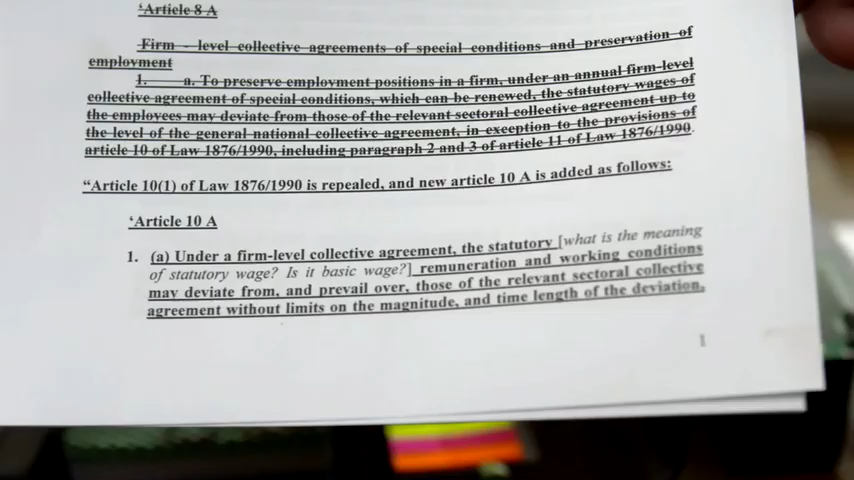 ‘Article 8 A
Firm - level collective agreements of special conditions and preservation of
employment
1. a. To preserve employment positions in a firm, under an annual firm-level
collective agreement of special conditions, which can be renewed, the statutory wages of
the employees may deviate from those of the relevant sectoral collective agreement up to
the level of the general national collective agreement, in exception to the provisions of
article 10 of Law 1876/1990, including paragraph 2 and 3 of article 11 of Law 1876/1990.
“Article 10(1) of Law 1876/1990 is repealed, and new article 10 A is added as follows:
‘Article 10 A
1. (a) Under a firm-level collective agreement, the statutory [what is the meaning
of statutory wage? Is it basic wage?] remuneration and working conditions
may deviate from, and prevail over, those of the relevant sectoral collective
agreement without limits on the magnitude, and time length of the deviation,
1